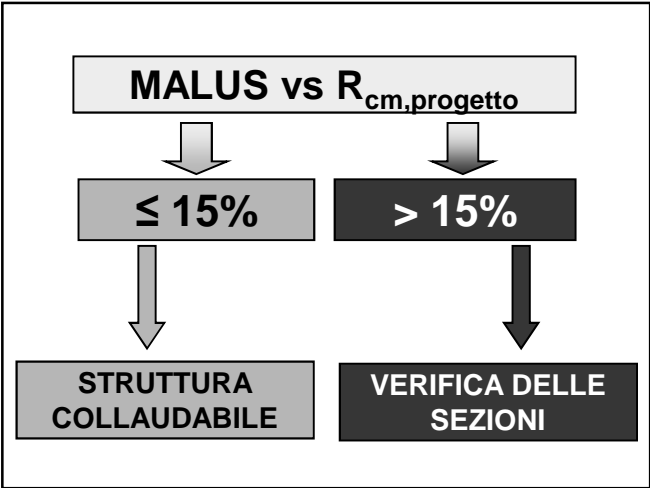 MALUS vs Rcm,progetto
≤ 15%
> 15%
STRUTTURA
COLLAUDABILE
VERIFICA DELLE
SEZIONI